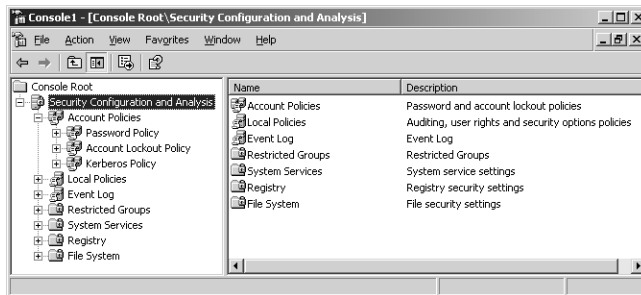 Console1 - [Console Root\Security Configuration and Analysis]
File Action View Favorites Window Help
Console Root
Security Configuration and Analysis
Account Policies
Password Policy
Account Lockout Policy
Kerberos Policy
Local Policies
Event Log
Restricted Groups
System Services
Registry
File System
Name Description
Account Policies Password and account lockout policies
Local Policies Auditing, user rights and security options policies
Event Log Event Log
Restricted Groups Restricted Groups
System Services System service settings
Registry Registry security settings
File System File security settings